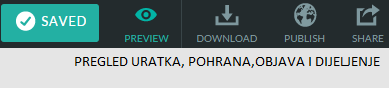 SAVED
PREVIEW DOWNLOAD PUBLISH SHARE
PREGLED URATKA, POHRANA,OBJAVA I DIJELJENJE